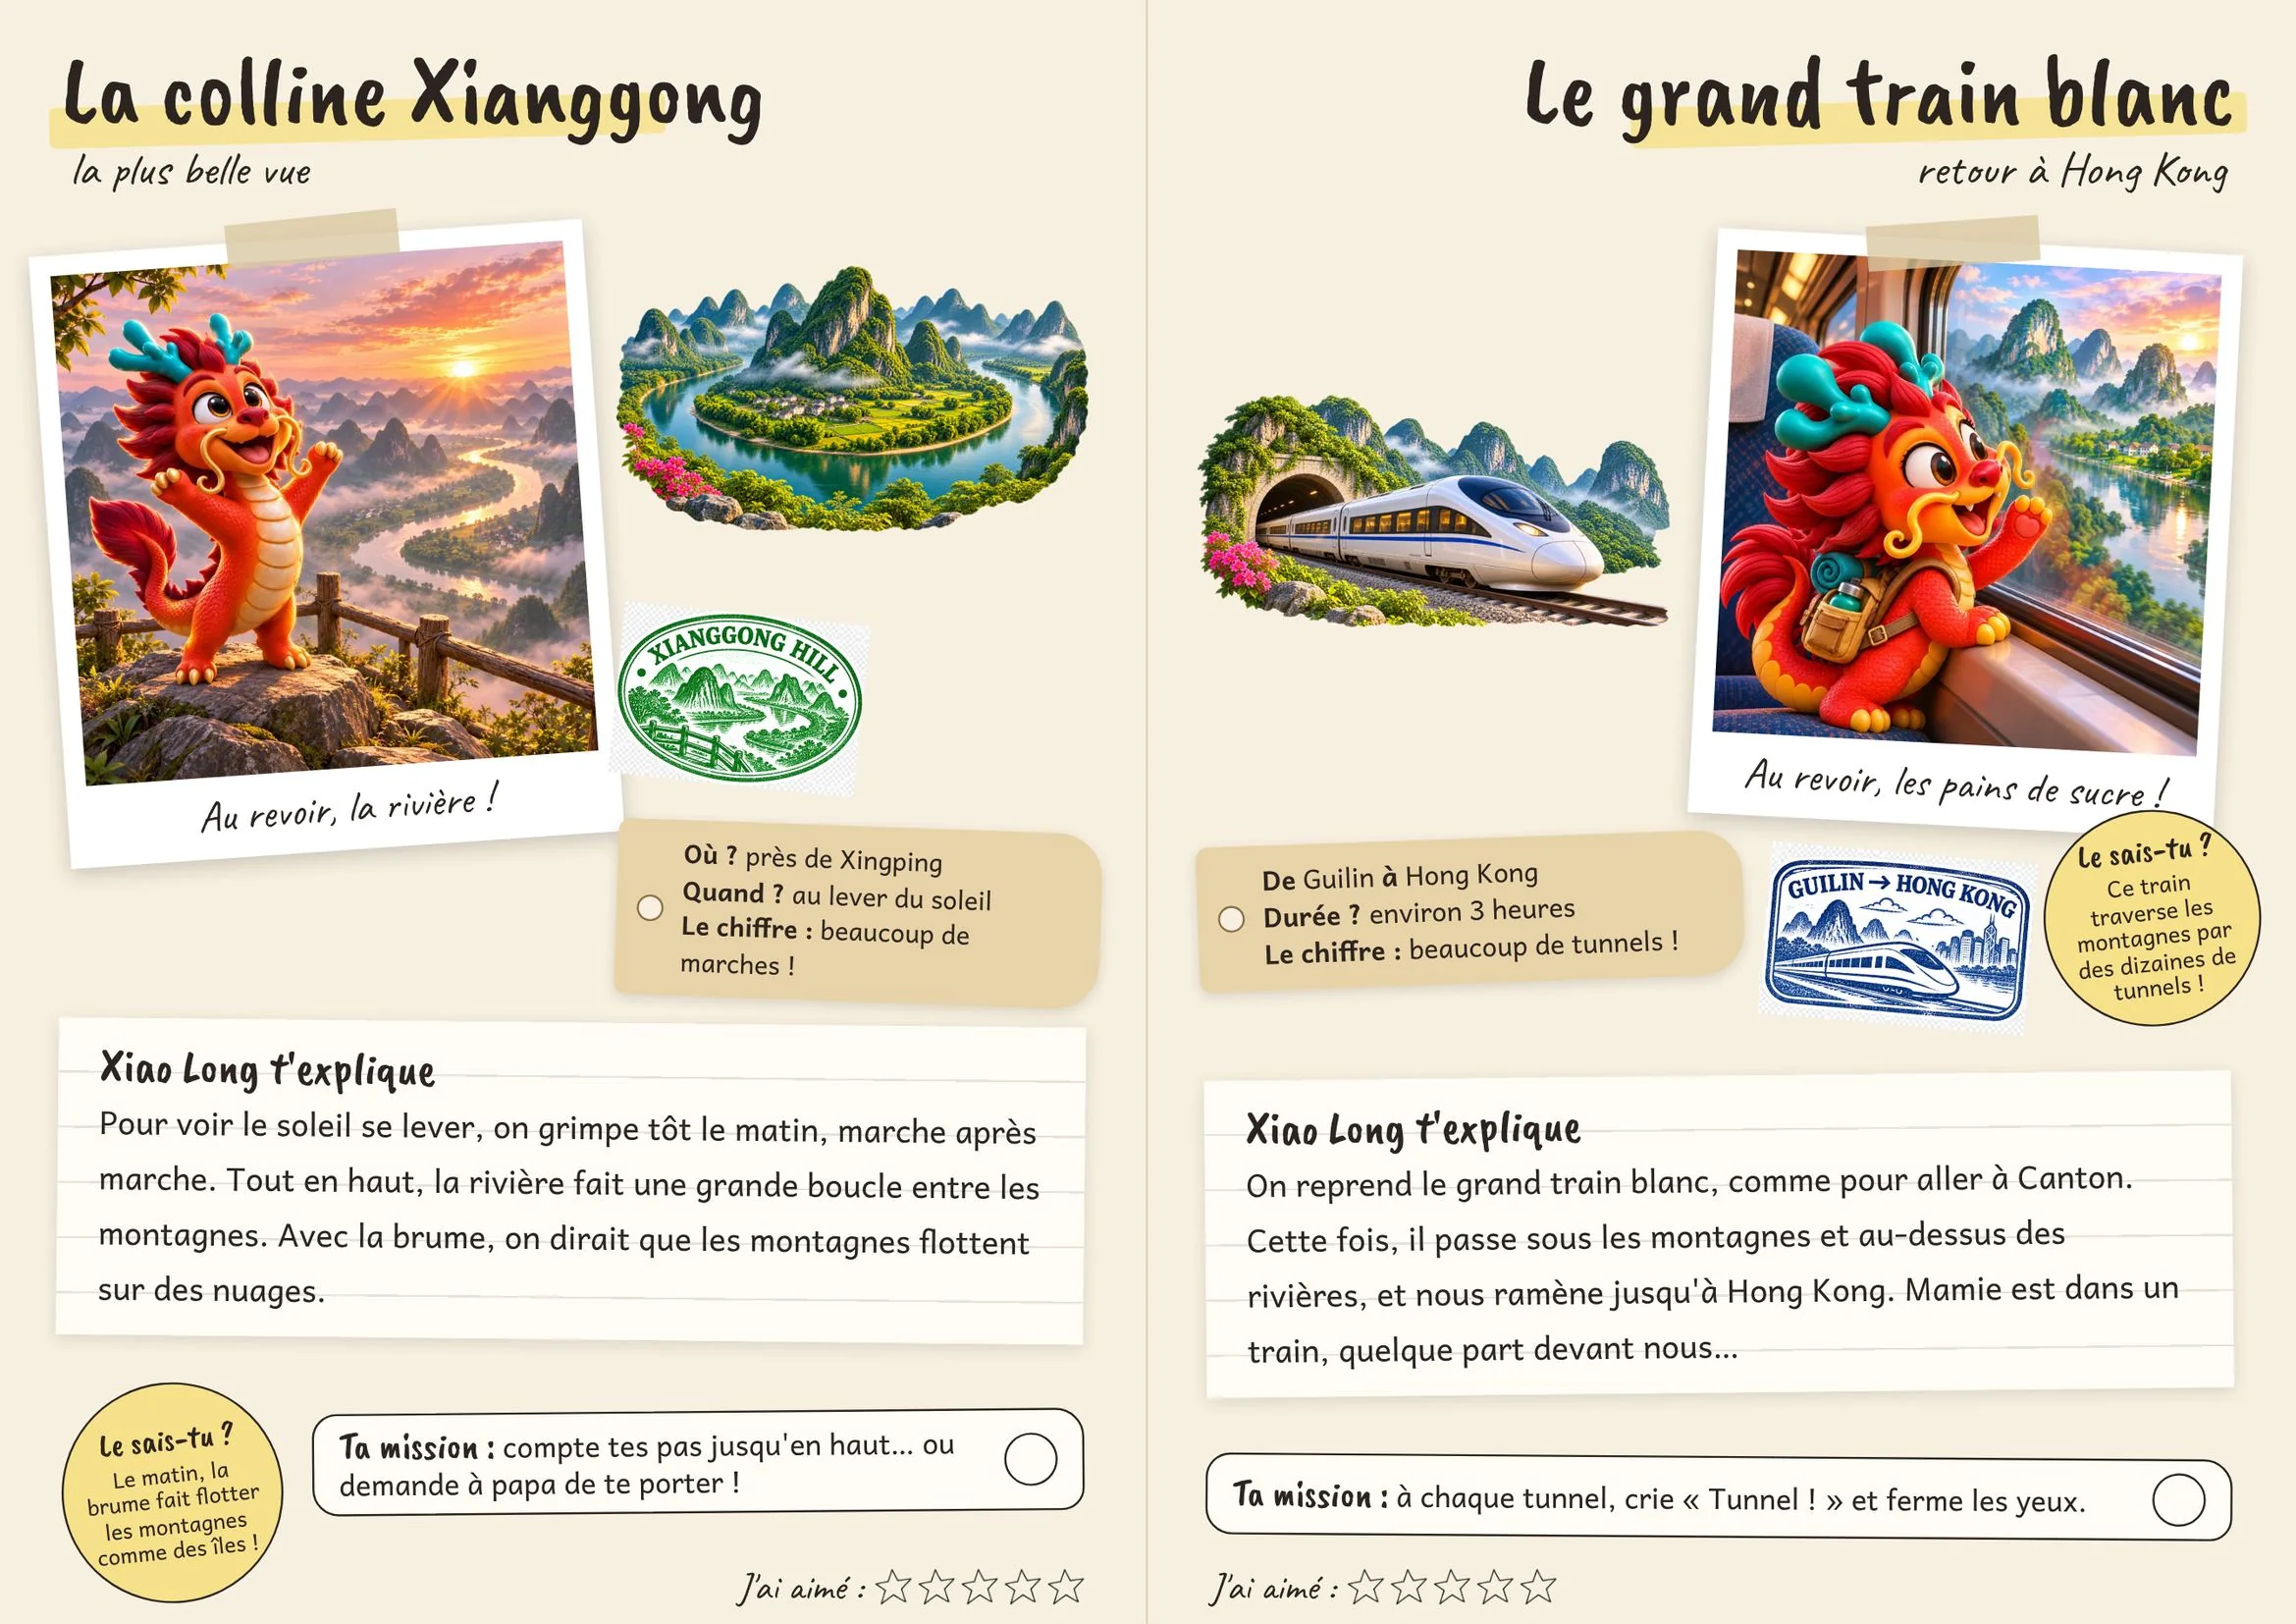 La colline Xianggong
la plus belle vue
Au revoir, la rivière !
XIANGGONG HILL
Où ? près de Xingping
Quand ? au lever du soleil
Le chiffre : beaucoup de
marches !
Xiao Long t'explique
Pour voir le soleil se lever, on grimpe tôt le matin, marche après
marche. Tout en haut, la rivière fait une grande boucle entre les
montagnes. Avec la brume, on dirait que les montagnes flottent
sur des nuages.
Le sais-tu ?
Le matin, la
brume fait flotter
les montagnes
comme des îles !
Ta mission : compte tes pas jusqu'en haut... ou
demande à papa de te porter !
J'ai aimé :
Le grand train blanc
retour à Hong Kong
Au revoir, les pains de sucre !
De Guilin à Hong Kong
Durée ? environ 3 heures
Le chiffre : beaucoup de tunnels !
GUILIN → HONG KONG
Le sais-tu ?
Ce train
traverse les
montagnes par
des dizaines de
tunnels !
Xiao Long t'explique
On reprend le grand train blanc, comme pour aller à Canton.
Cette fois, il passe sous les montagnes et au-dessus des
rivières, et nous ramène jusqu'à Hong Kong. Mamie est dans un
train, quelque part devant nous...
Ta mission : à chaque tunnel, crie « Tunnel ! » et ferme les yeux.
J'ai aimé :